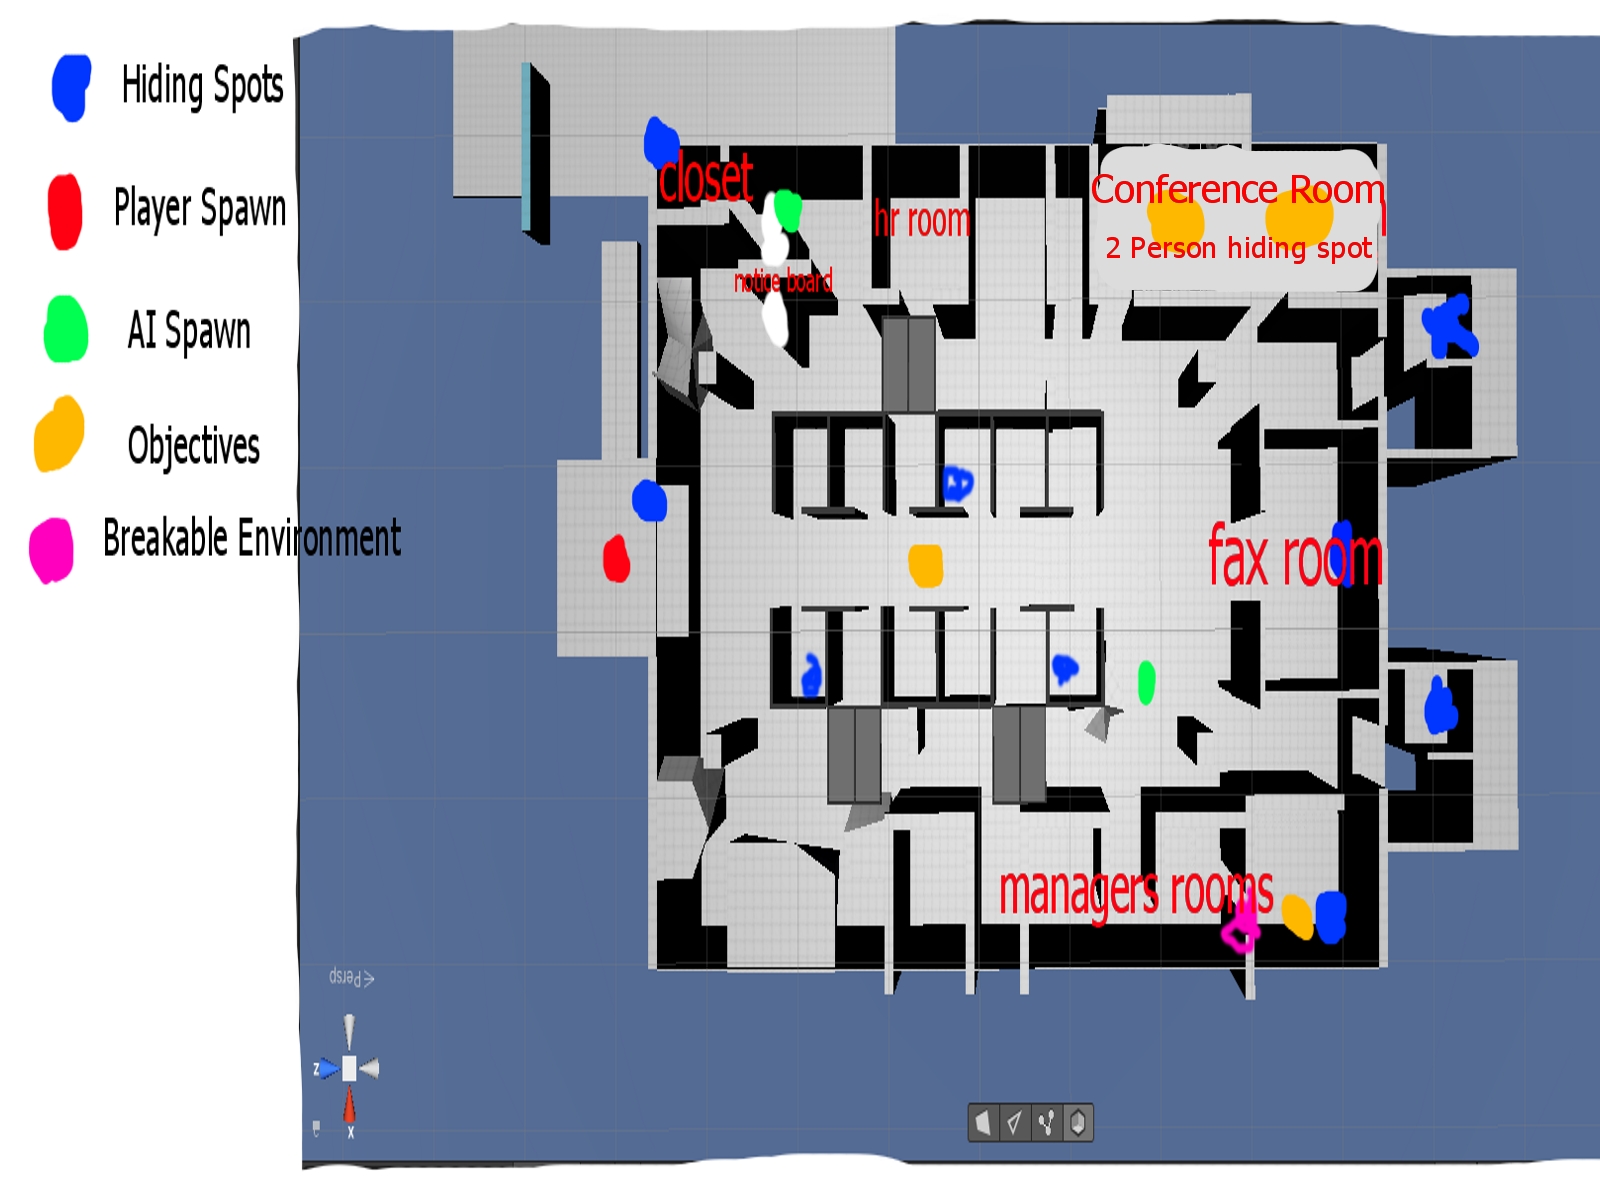 Hiding Spots
Player Spawn
AI Spawn
Objectives
Breakable Environment
closet
hr room
Conference Room
2 Person hiding spot
notice board
fax room
managers rooms
< Persp
z
x